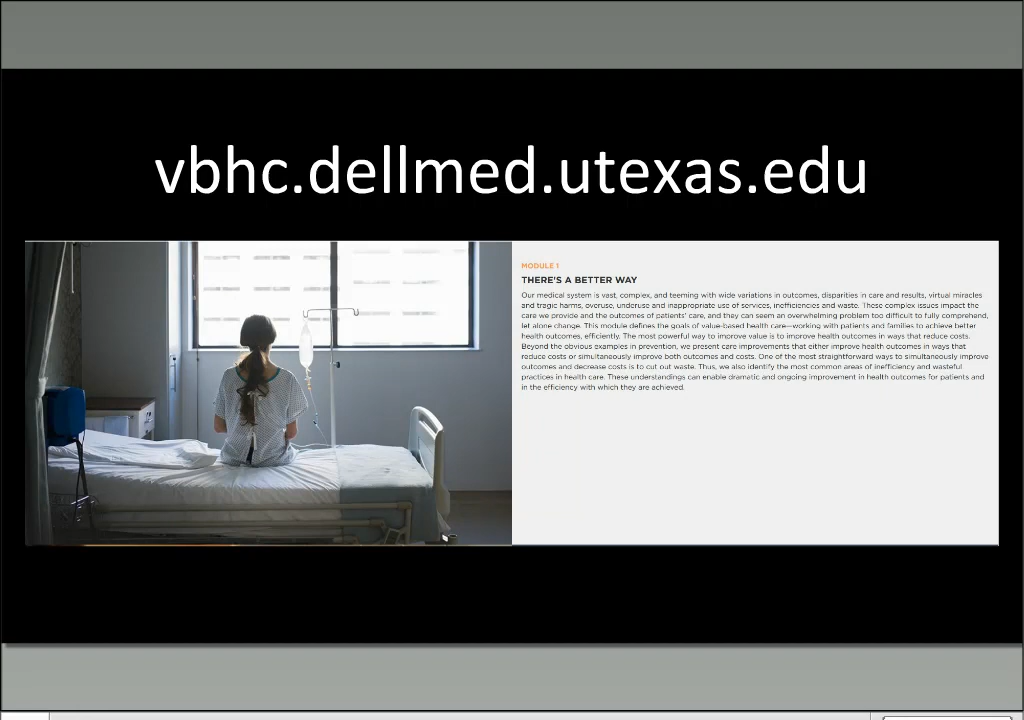 vbhc.dellmed.utexas.edu
MODULE 1
THERE'S A BETTER WAY
Our medical system is vast, complex, and teeming with wide variations in outcomes, disparities in care and results, virtual miracles
and tragic harms, overuse, underuse and inappropriate use of services, inefficiencies and waste. These complex issues impact the
care we provide and the outcomes of patients' care, and they can seem an overwhelming problem too difficult to fully comprehend,
let alone change. This module defines the goals of value-based health care—working with patients and families to achieve better
health outcomes, efficiently. The most powerful way to improve value is to improve health outcomes in ways that reduce costs.
Beyond the obvious examples in prevention, we present care improvements that either improve health outcomes in ways that
reduce costs or simultaneously improve both outcomes and costs. One of the most straightforward ways to simultaneously improve
outcomes and decrease costs is to cut out waste. Thus, we also identify the most common areas of inefficiency and wasteful
practices in health care. These understandings can enable dramatic and ongoing improvement in health outcomes for patients and
in the efficiency with which they are achieved.